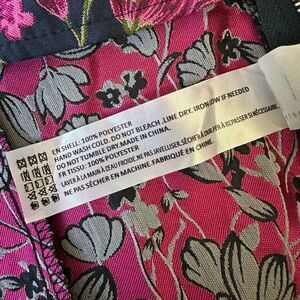 EN SHELL: 100% POLYESTER
HAND WASH COLD. DO NOT BLEACH. LINE DRY. IRON LOW IF NEEDED
DO NOT TUMBLE DRY. MADE IN CHINA.
FR TISSU: 100% POLYESTER
LAVER À LA MAIN À L'EAU FROIDE. NE PAS JAVELLISER. SÉCHER À L'AIR REPASSER SI NÉCESSAIRE.
NE PAS SÉCHER EN MACHINE. FABRIQUÉ EN CHINE.